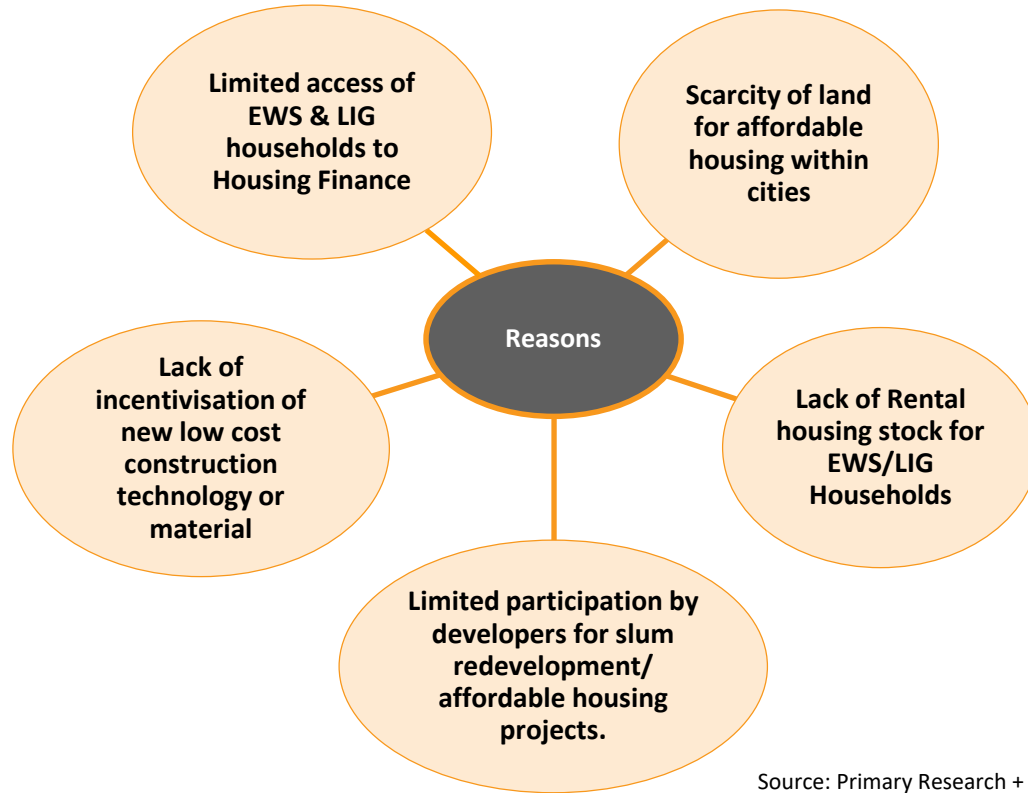 Limited access of
EWS & LIG
households to
Housing Finance
Scarcity of land
for affordable
housing within
cities
Reasons
Lack of
incentivisation of
new low cost
construction
technology or
material
Lack of Rental
housing stock for
EWS/LIG
Households
Limited participation by
developers for slum
redevelopment/
affordable housing
projects.
Source: Primary Research +